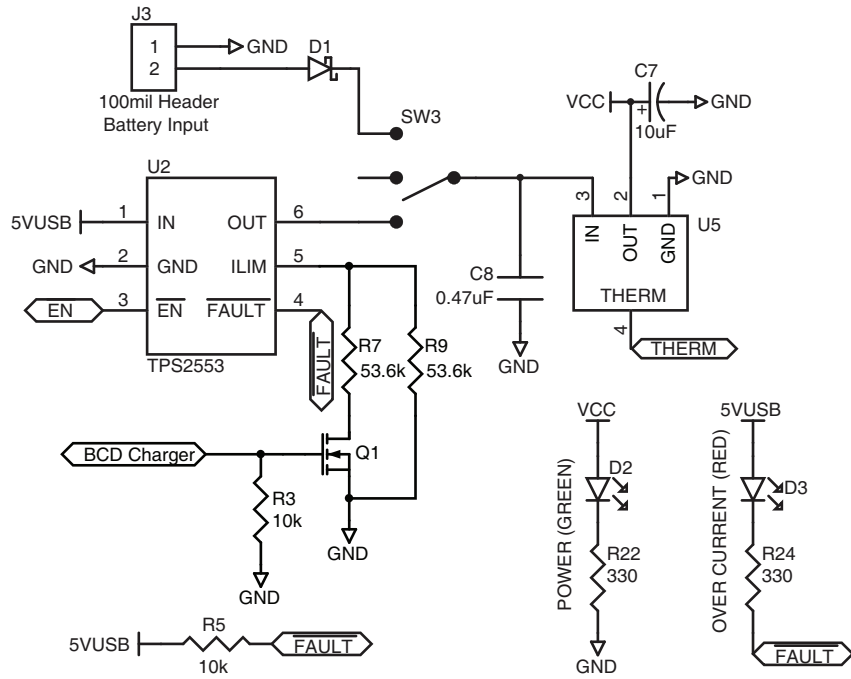 J3
1
2
GND
D1
100mil Header
Battery Input
SW3
C7
VCC
+
10uF
GND
U2
5VUSB
1
IN
OUT
6
GND
2
GND
ILIM
5
EN
3
EN
FAULT
4
TPS2553
FAULT
R7
53.6k
R9
53.6k
C8
0.47uF
GND
3
2
1
GND
IN
OUT
GND
U5
THERM
4
THERM
BCD Charger
Q1
R3
10k
GND
GND
5VUSB
R5
10k
FAULT
VCC
D2
POWER (GREEN)
R22
330
GND
5VUSB
D3
OVER CURRENT (RED)
R24
330
FAULT